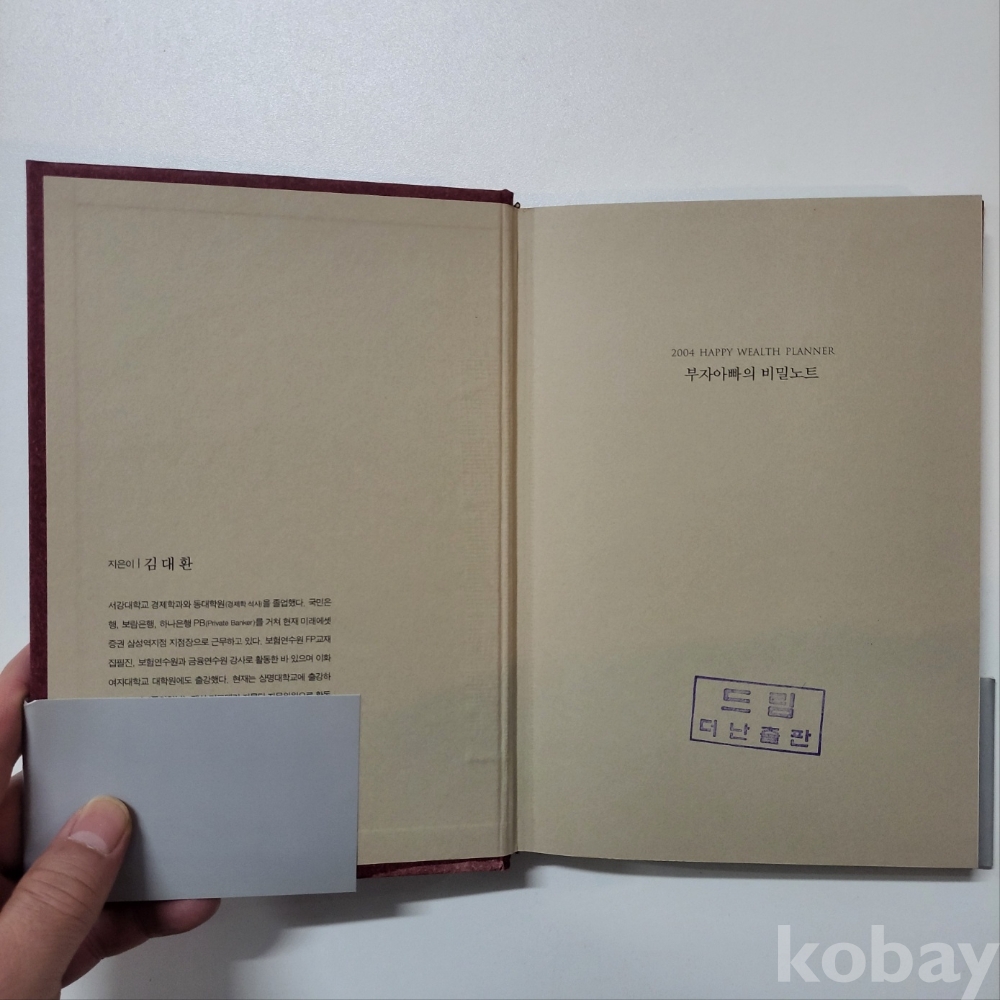 지은이 | 김대환
서강대학교 경제학과와 동대학원(경제학 석사)을 졸업했다. 국민은
행, 보람은행, 하나은행 PB(Private Banker)를 거쳐 현재 미래에셋
증권 삼성역지점 지점장으로 근무하고 있다. 보험연수원 FP교재
집필진, 보험연수원과 금융연수원 강사로 활동한 바 있으며 이화
여자대학교 대학원에도 출강했다. 현재는 상명대학교에 출강하
2004 HAPPY WEALTH PLANNER
부자아빠의 비밀노트
드림
더난출판
kobay